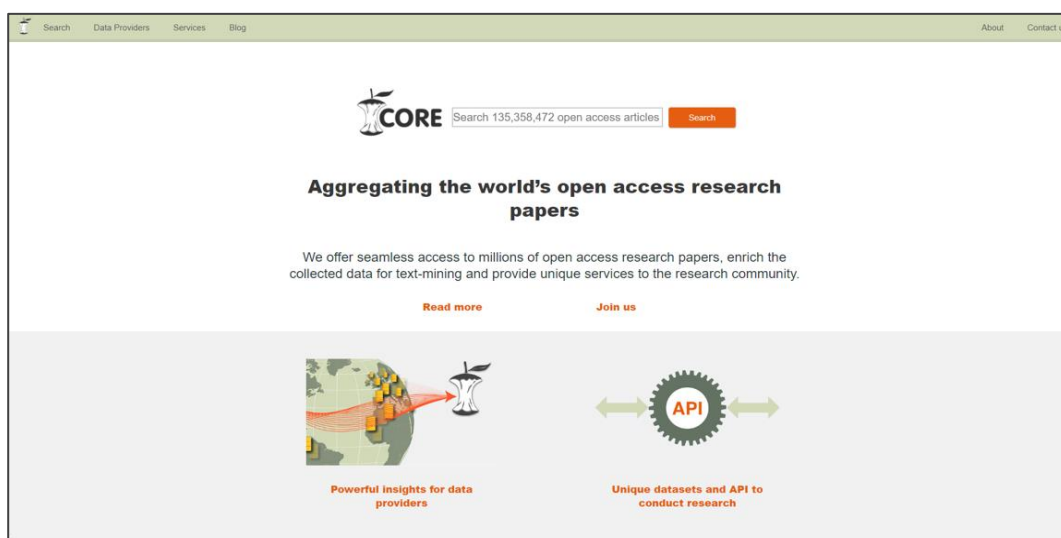 Search Data Providers Services Blog About Contact u
CORE Search 135,358,472 open access articles Search
Aggregating the world's open access research
papers
We offer seamless access to millions of open access research papers, enrich the
collected data for text-mining and provide unique services to the research community.
Read more Join us
API
Powerful insights for data
providers
Unique datasets and API to
conduct research